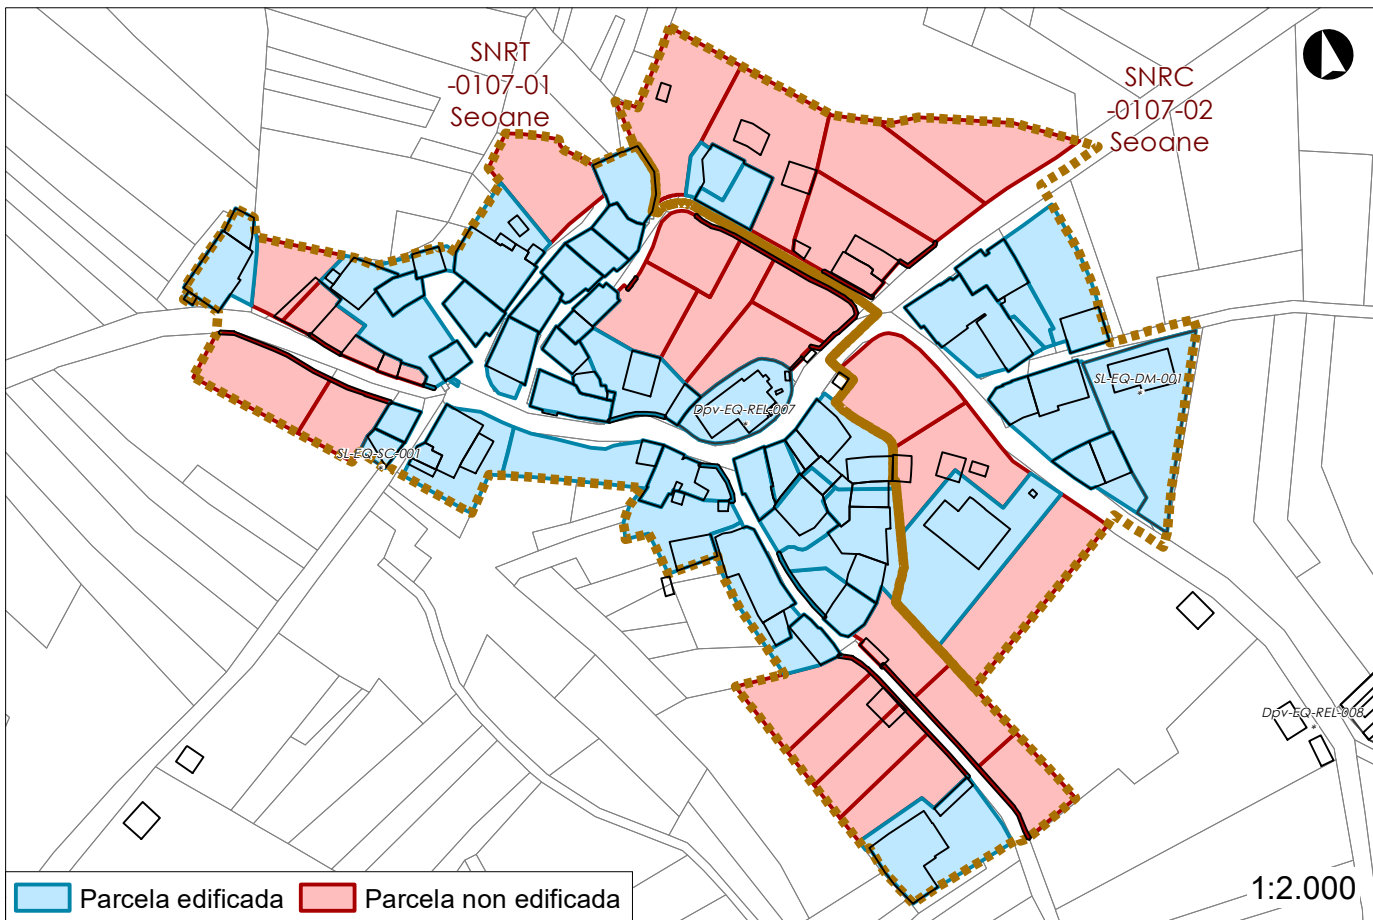 SNRT
-0107-01
Seoane
SNRC
-0107-02
Seoane
SL-EQ-DM-001
Dpv-EQ-REL-007
SL-EQ-SC-001
Dpv-EQ-REL-008
Parcela edificada
Parcela non edificada
1:2.000